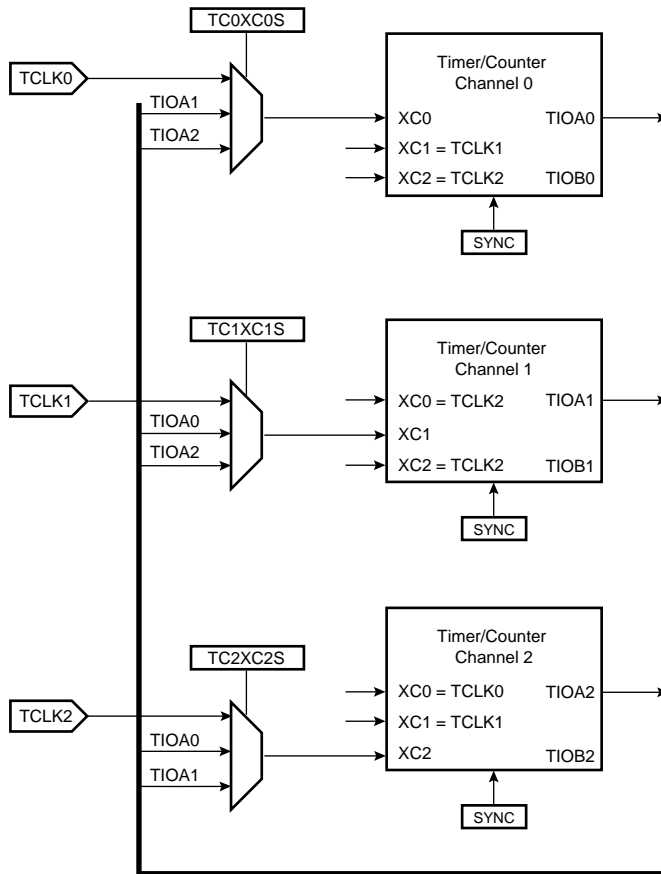 TC0XC0S
TCLK0
TIOA1
TIOA2
Timer/Counter
Channel 0
XC0
TIOA0
XC1 = TCLK1
XC2 = TCLK2
TIOB0
SYNC
TC1XC1S
TCLK1
TIOA0
TIOA2
Timer/Counter
Channel 1
XC0 = TCLK2
TIOA1
XC1
XC2 = TCLK2
TIOB1
SYNC
TC2XC2S
TCLK2
TIOA0
TIOA1
Timer/Counter
Channel 2
XC0 = TCLK0
TIOA2
XC1 = TCLK1
XC2
TIOB2
SYNC